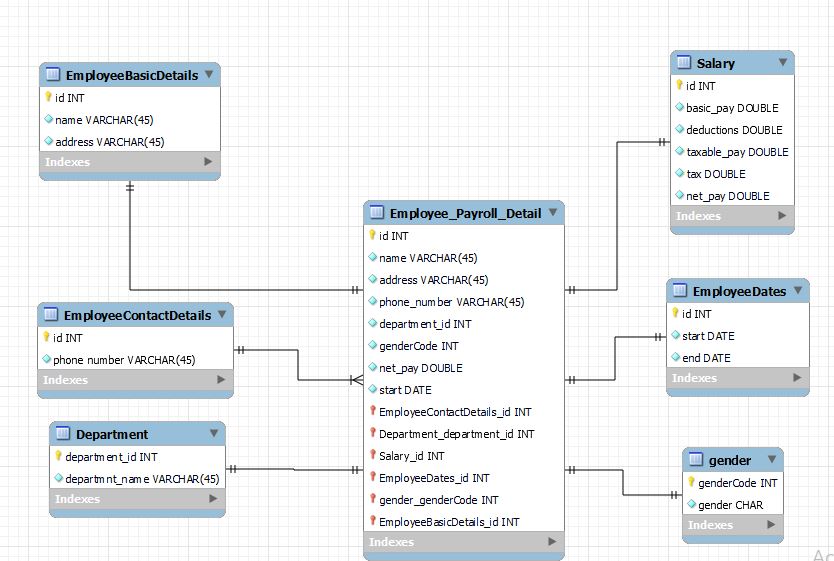 EmployeeBasicDetails
id INT
name VARCHAR(45)
address VARCHAR(45)
Indexes
EmployeeContactDetails
id INT
phone number VARCHAR(45)
Indexes
Department
department_id INT
departmnt_name VARCHAR(45)
Indexes
Employee_Payroll_Detail
id INT
name VARCHAR(45)
address VARCHAR(45)
phone_number VARCHAR(45)
department_id INT
genderCode INT
net_pay DOUBLE
start DATE
EmployeeContactDetails_id INT
Department_department_id INT
Salary_id INT
EmployeeDates_id INT
gender_genderCode INT
EmployeeBasicDetails_id INT
Indexes
Salary
id INT
basic_pay DOUBLE
deductions DOUBLE
taxable_pay DOUBLE
tax DOUBLE
net_pay DOUBLE
Indexes
EmployeeDates
id INT
start DATE
end DATE
Indexes
gender
genderCode INT
gender CHAR
Indexes